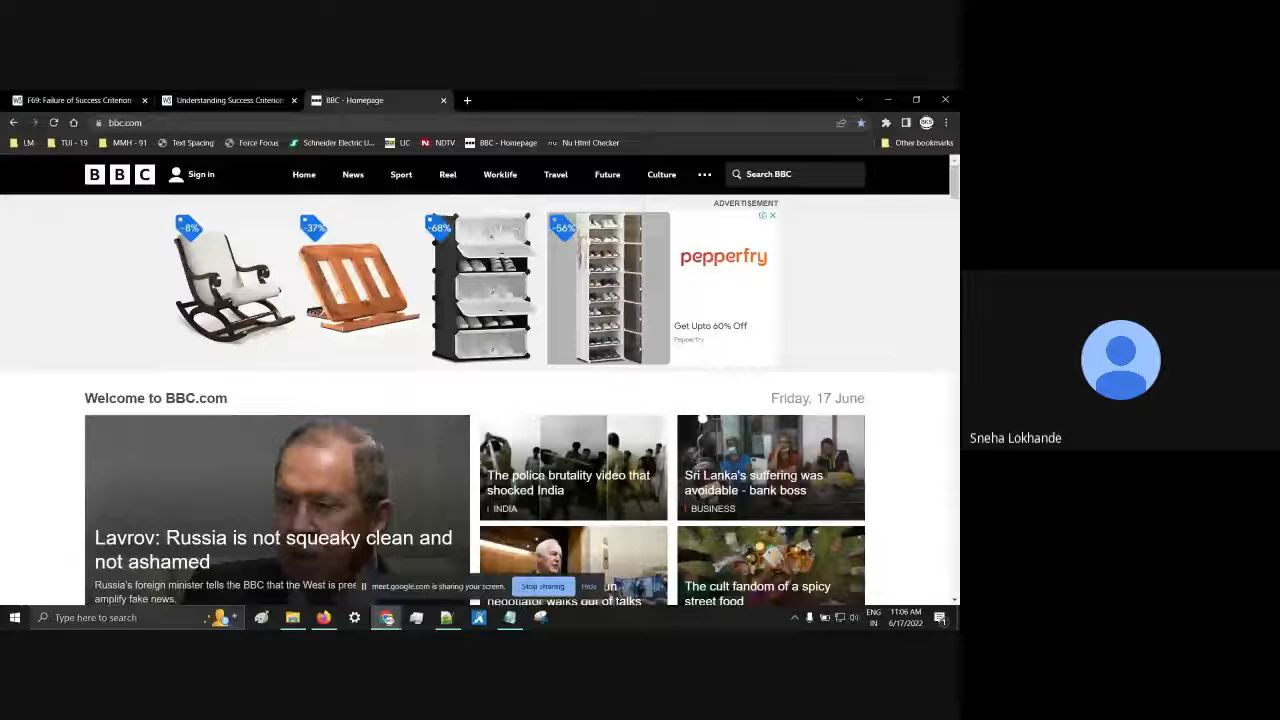 F69: Failure of Success Criterion
Understanding Success Criterion
BBC - Homepage
bbc.com
LM
TUI - 19
MMH - 91
Text Spacing
Force Focus
Schneider Electric U...
LIC
NDTV
BBC - Homepage
Nu Html Checker
Other bookmarks
BBC
Sign in
Home
News
Sport
Reel
Worklife
Travel
Future
Culture
Search BBC
ADVERTISEMENT
-8%
-37%
-68%
-56%
pepperfry
Get Upto 60% Off
Pepperfry
Welcome to BBC.com
Friday, 17 June
Lavrov: Russia is not squeaky clean and
not ashamed
Russia's foreign minister tells the BBC that the West is
amplify fake news.
The police brutality video that
shocked India
INDIA
Sri Lanka's suffering was
avoidable - bank boss
BUSINESS
negotiator walks out of talks
The cult fandom of a spicy
street food
meet.google.com is sharing your screen.
Stop sharing
Hide
Type here to search
ENG
IN
11:06 AM
6/17/2022
Sneha Lokhande